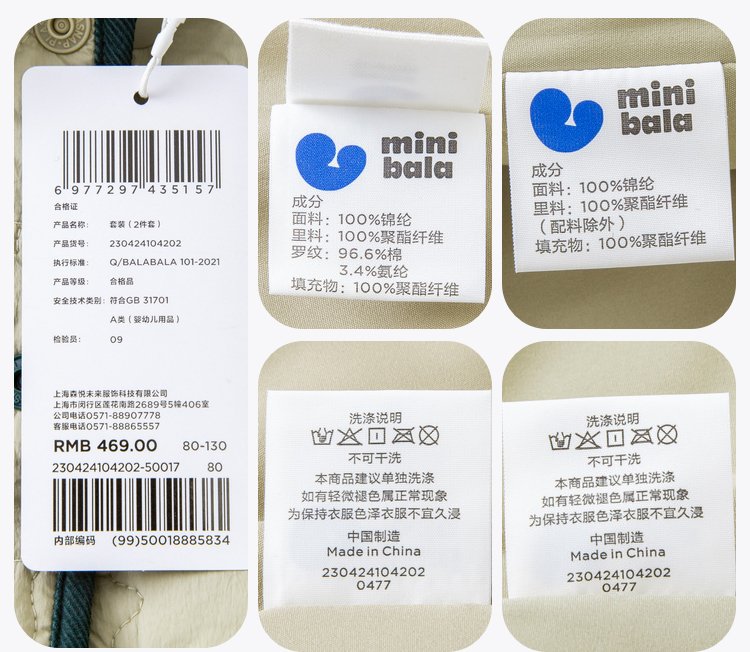 6 977297 435157
合格证
产品名称: 套装(2件套)
产品货号: 230424104202
执行标准: Q/BALABALA 101-2021
产品等级: 合格品
安全技术类别: 符合GB 31701
A类(婴幼儿用品)
检验员: 09
上海森悦未来服饰科技有限公司
上海市闵行区莲花南路2689号5幢406室
公司电话0571-88907778
客服电话0571-88865557
RMB 469.00 80-130
230424104202-50017 80
内部编码 (99)50018885834
mini
bala
成分
面料: 100%锦纶
里料: 100%聚酯纤维
罗纹: 96.6%棉
3.4%氨纶
填充物: 100%聚酯纤维
mini
bala
成分
面料: 100%锦纶
里料: 100%聚酯纤维
(配料除外)
填充物: 100%聚酯纤维
洗涤说明
不可干洗
本商品建议单独洗涤
如有轻微褪色属正常现象
为保持衣服色泽衣服不宜久浸
中国制造
Made in China
230424104202
0477
洗涤说明
不可干洗
本商品建议单独洗涤
如有轻微褪色属正常现象
为保持衣服色泽衣服不宜久浸
中国制造
Made in China
230424104202
0477